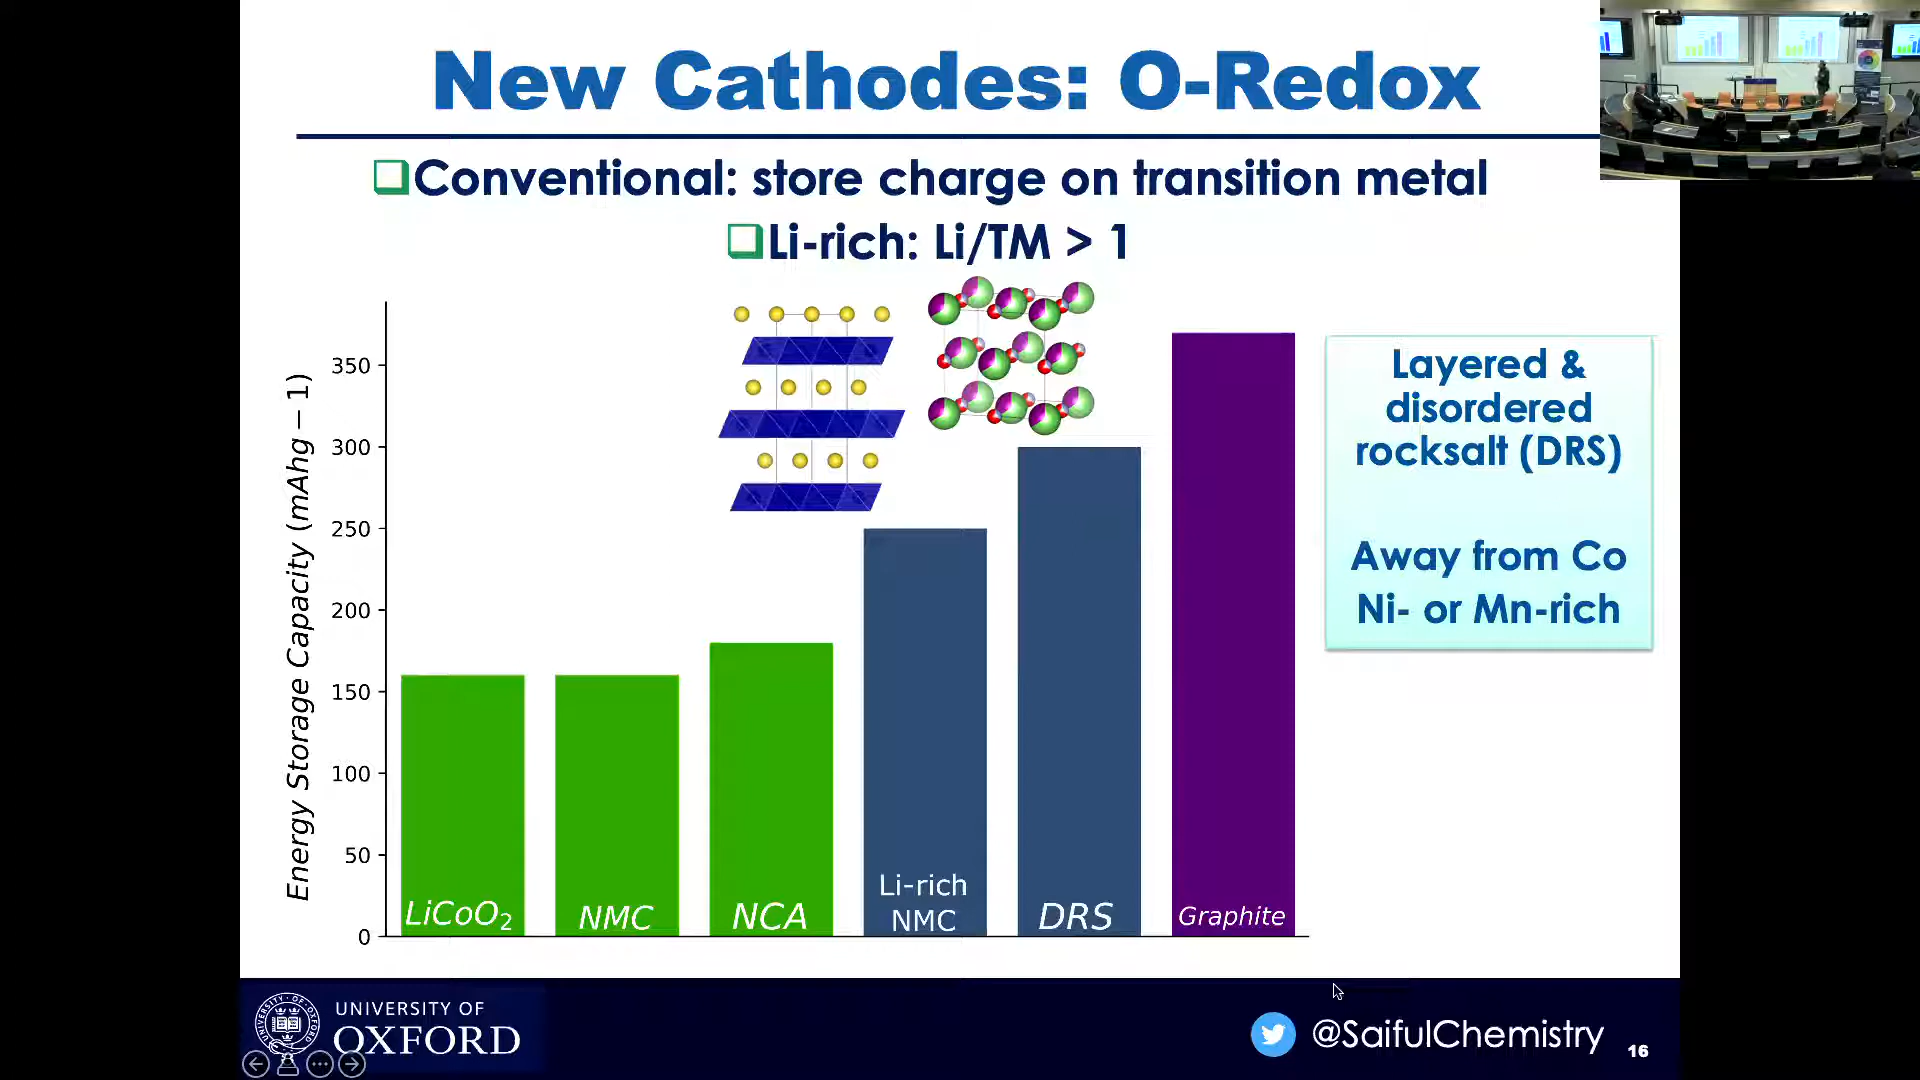 New Cathodes: O-Redox
Conventional: store charge on transition metal
Li-rich: Li/TM > 1
Energy Storage Capacity (mAhg − 1)
350
300
250
200
150
100
50
0
LiCoO2
NMC
NCA
Li-rich
NMC
DRS
Graphite
Layered &
disordered
rocksalt (DRS)
Away from Co
Ni- or Mn-rich
UNIVERSITY OF
OXFORD
@SaifulChemistry
16